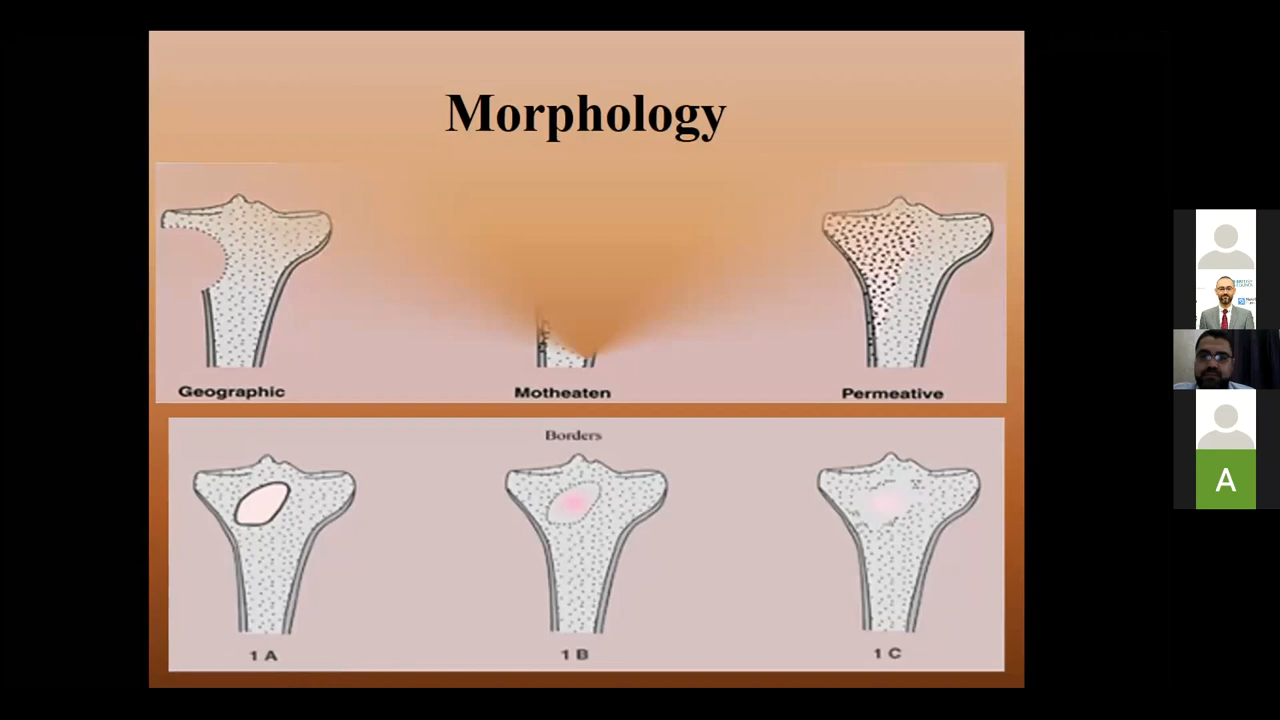 Morphology
Geographic
Motheaten
Permeative
Borders
1 A
1 B
1 C
A